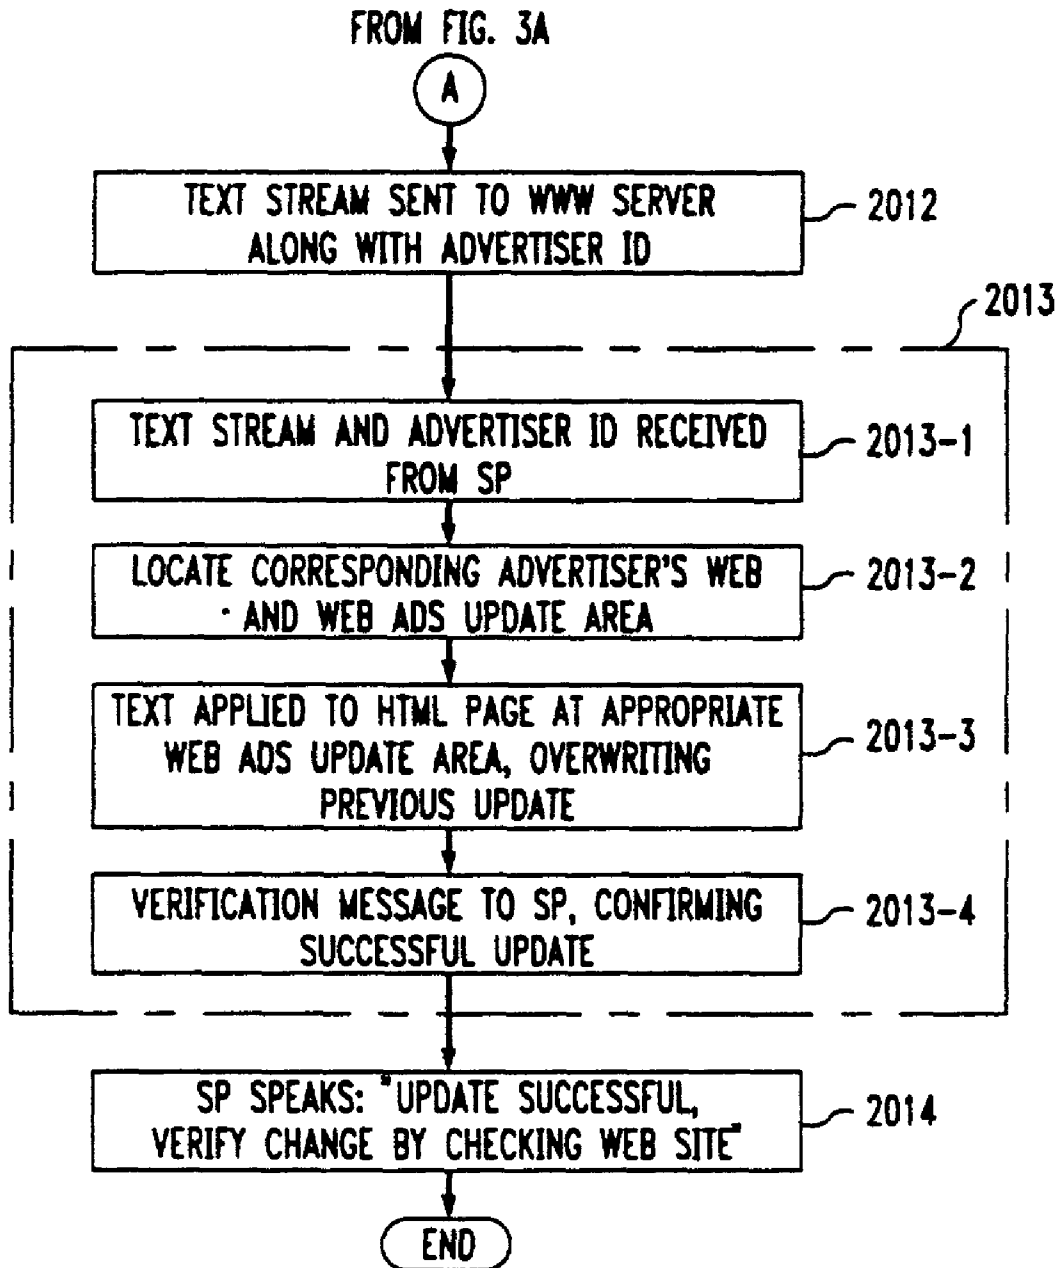 FROM FIG. 3A
A
TEXT STREAM SENT TO WWW SERVER
ALONG WITH ADVERTISER ID
2012
2013
TEXT STREAM AND ADVERTISER ID RECEIVED
FROM SP
2013-1
LOCATE CORRESPONDING ADVERTISER'S WEB
AND WEB ADS UPDATE AREA
2013-2
TEXT APPLIED TO HTML PAGE AT APPROPRIATE
WEB ADS UPDATE AREA, OVERWRITING
PREVIOUS UPDATE
2013-3
VERIFICATION MESSAGE TO SP, CONFIRMING
SUCCESSFUL UPDATE
2013-4
SP SPEAKS: "UPDATE SUCCESSFUL,
VERIFY CHANGE BY CHECKING WEB SITE"
2014
END